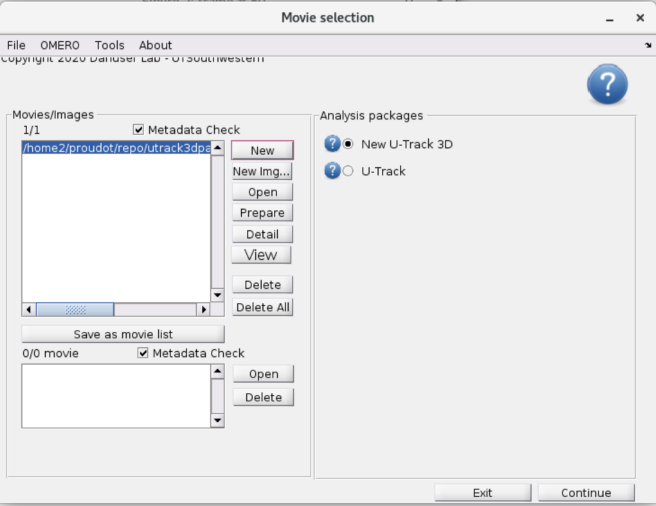 Movie selection
File OMERO Tools About
Copyright 2020 Danuser Lab - UTSouthwestern
Movies/Images
1/1 Metadata Check
/home2/proudot/repo/utrack3dpa
New
New Img...
Open
Prepare
Detail
View
Delete
Delete All
Save as movie list
0/0 movie Metadata Check
Open
Delete
Analysis packages
? New U-Track 3D
? U-Track
?
Exit Continue